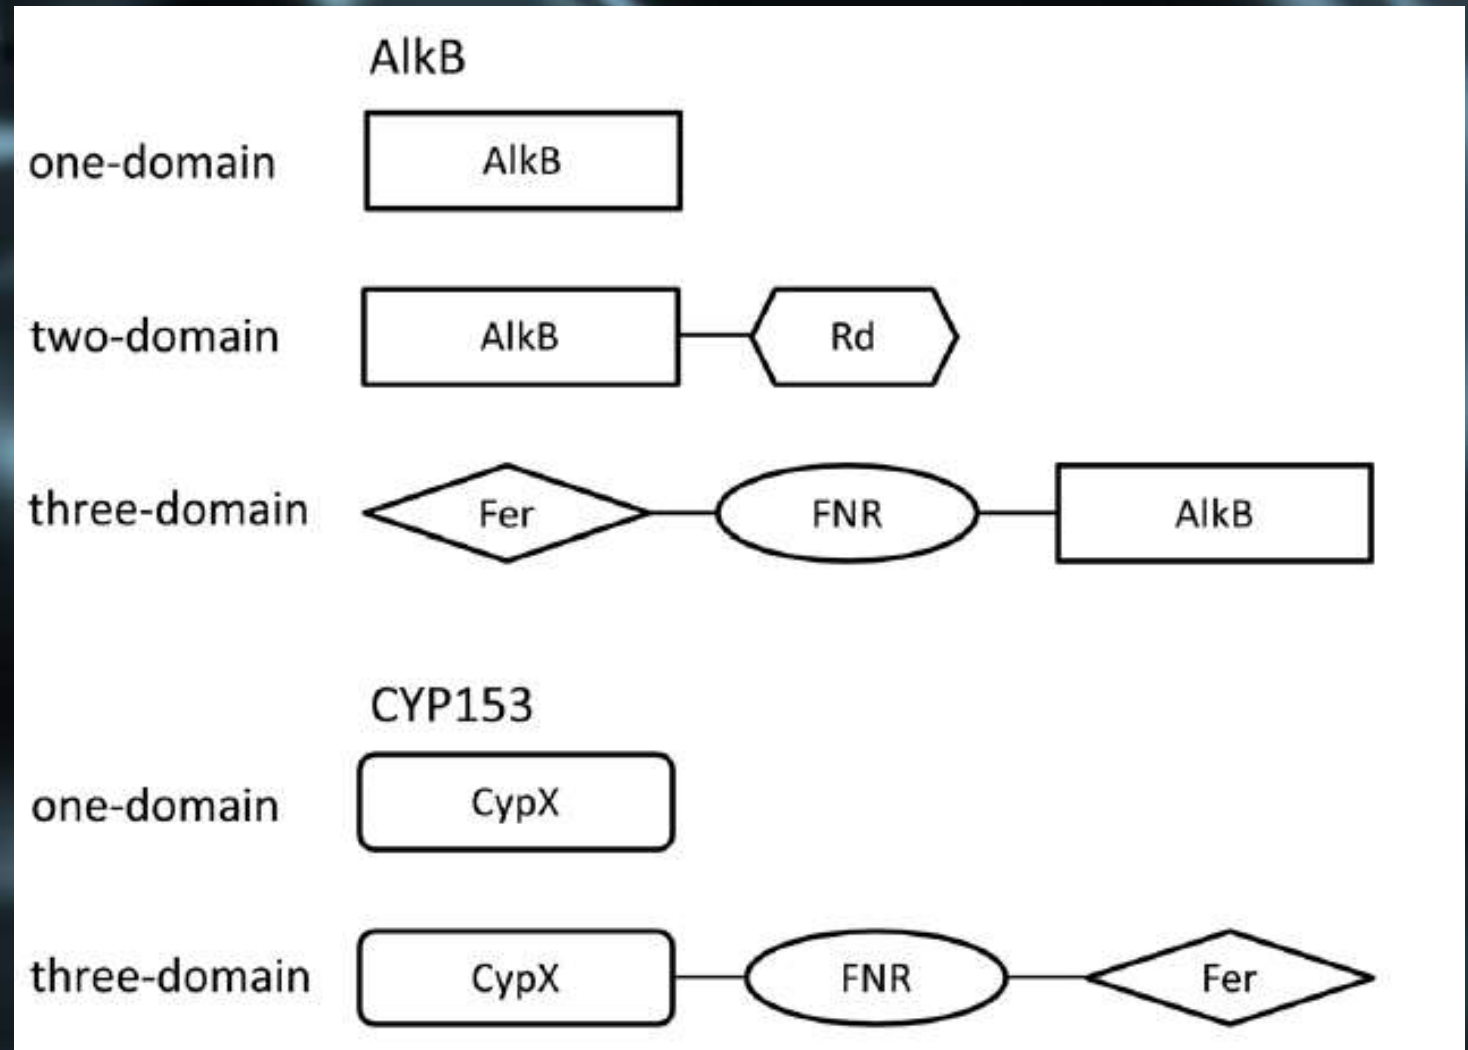 AlkB
one-domain AlkB
two-domain AlkB Rd
three-domain Fer FNR AlkB
CYP153
one-domain CypX
three-domain CypX FNR Fer